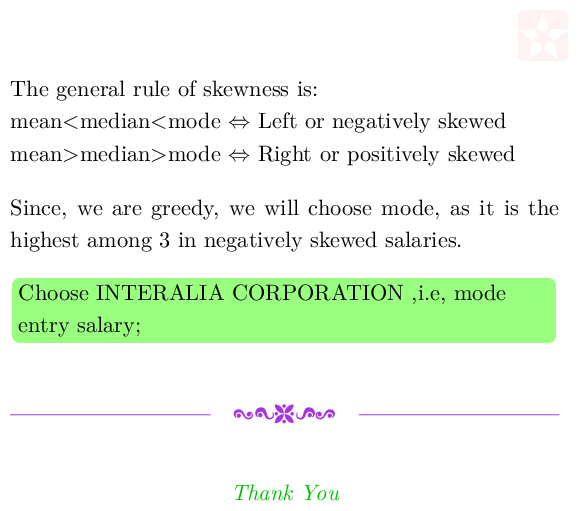 The general rule of skewness is:
mean<median<mode ⇔ Left or negatively skewed
mean>median>mode ⇔ Right or positively skewed
Since, we are greedy, we will choose mode, as it is the
highest among 3 in negatively skewed salaries.
Choose INTERALIA CORPORATION ,i.e, mode
entry salary;
Thank You